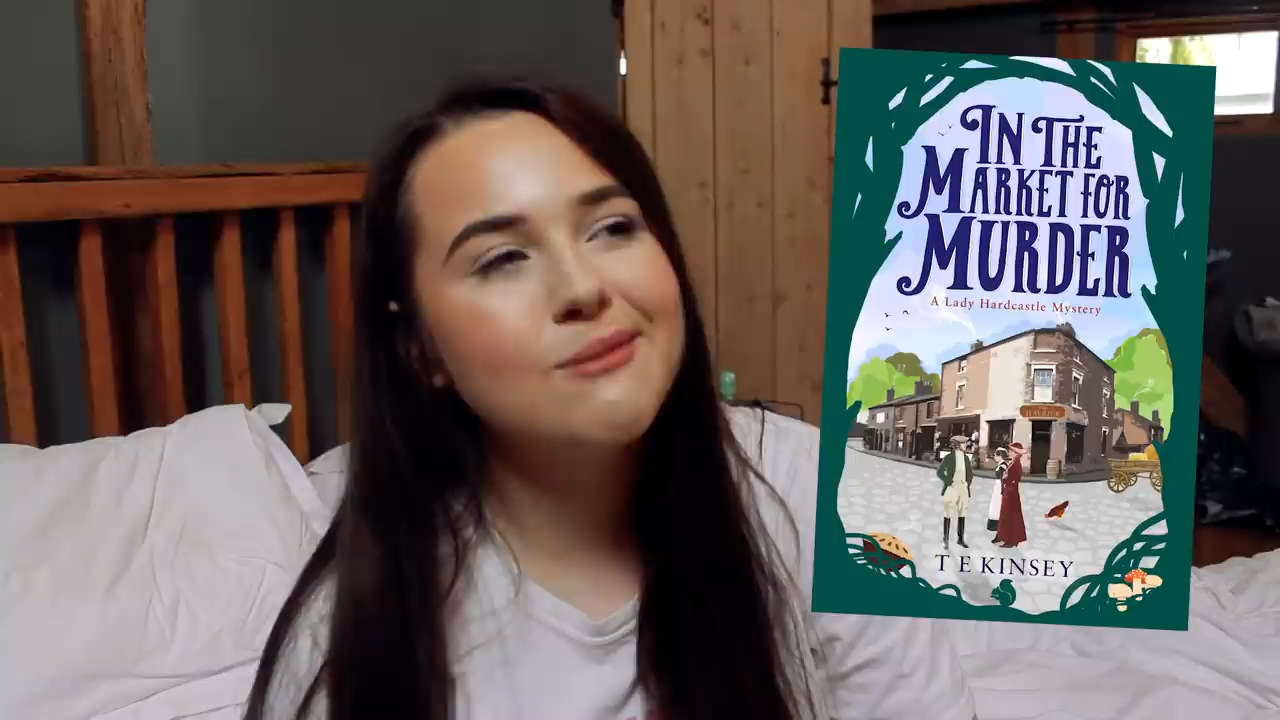 IN THE
MARKET FOR
MURDER
A Lady Hardcastle Mystery
T E KINSEY